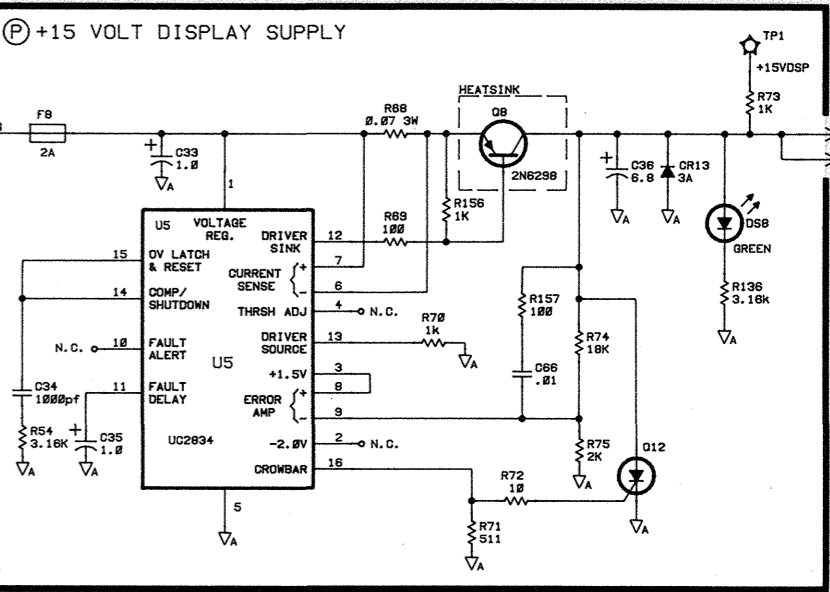 P +15 VOLT DISPLAY SUPPLY
TP1
+15VDSP
R73
1K
HEATSINK
F8
2A
R68
0.07 3W
Q8
2N6298
C33
1.0
A
1
C36
6.8
A
CR13
3A
A
R156
1K
DS8
GREEN
R136
3.16k
A
U5
VOLTAGE
REG.
R69
100
DRIVER
SINK
12
15
OV LATCH
& RESET
7
CURRENT
SENSE
+
-
6
14
COMP/
SHUTDOWN
THRSH ADJ
4
N.C.
R157
100
R70
1k
A
R74
18K
N.C.
10
FAULT
ALERT
DRIVER
SOURCE
13
U5
+1.5V
3
C66
.01
11
FAULT
DELAY
8
ERROR
AMP
+
-
9
C34
1000pf
R54
3.16K
A
C35
1.0
A
UC2834
-2.0V
2
N.C.
R75
2K
A
Q12
A
CROWBAR
16
R72
10
5
A
R71
511
A